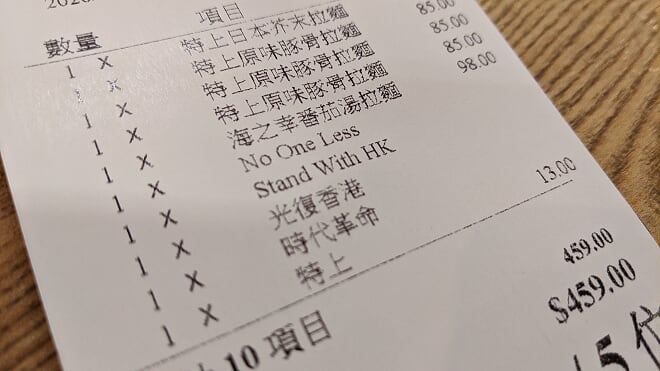 項目
數量
1 x 特上日本芥末拉麵 85.00
1 x 特上原味豚骨拉麵 85.00
1 x 特上原味豚骨拉麵 85.00
1 x 海之幸番茄湯拉麵 98.00
1 x No One Less
1 x Stand With HK
1 x 光復香港
1 x 時代革命
1 x 特上 13.00
459.00
10 項目 $459.00